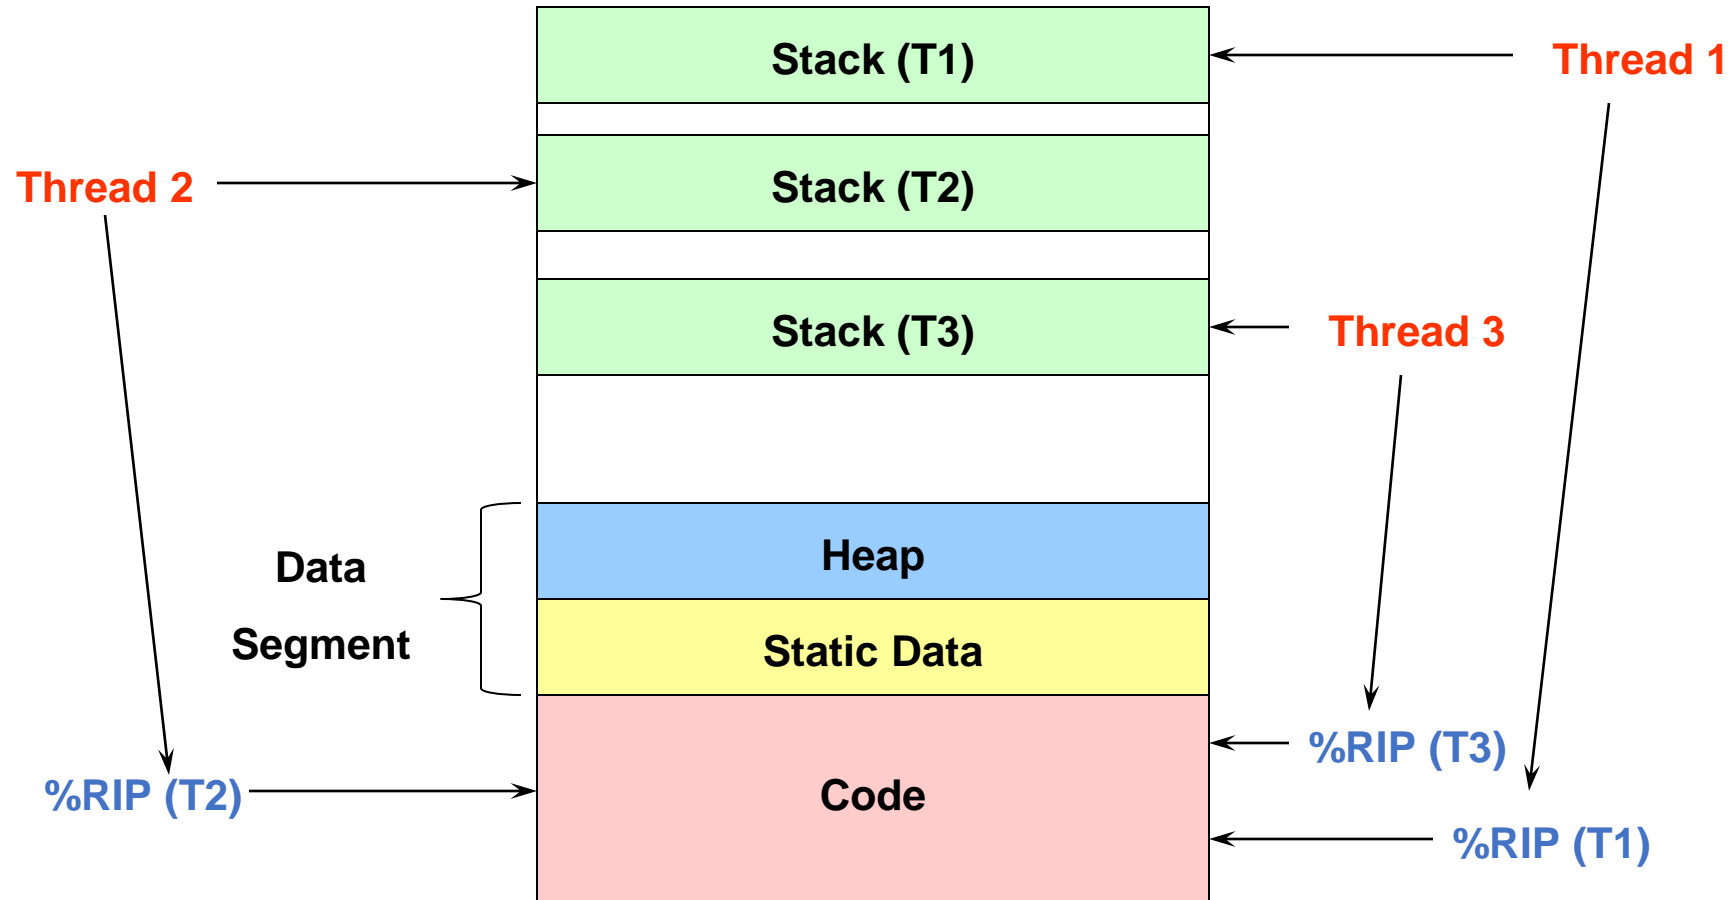 Stack (T1)
Thread 1
Thread 2
Stack (T2)
Stack (T3)
Thread 3
Data
Segment
Heap
Static Data
%RIP (T3)
%RIP (T2)
Code
%RIP (T1)